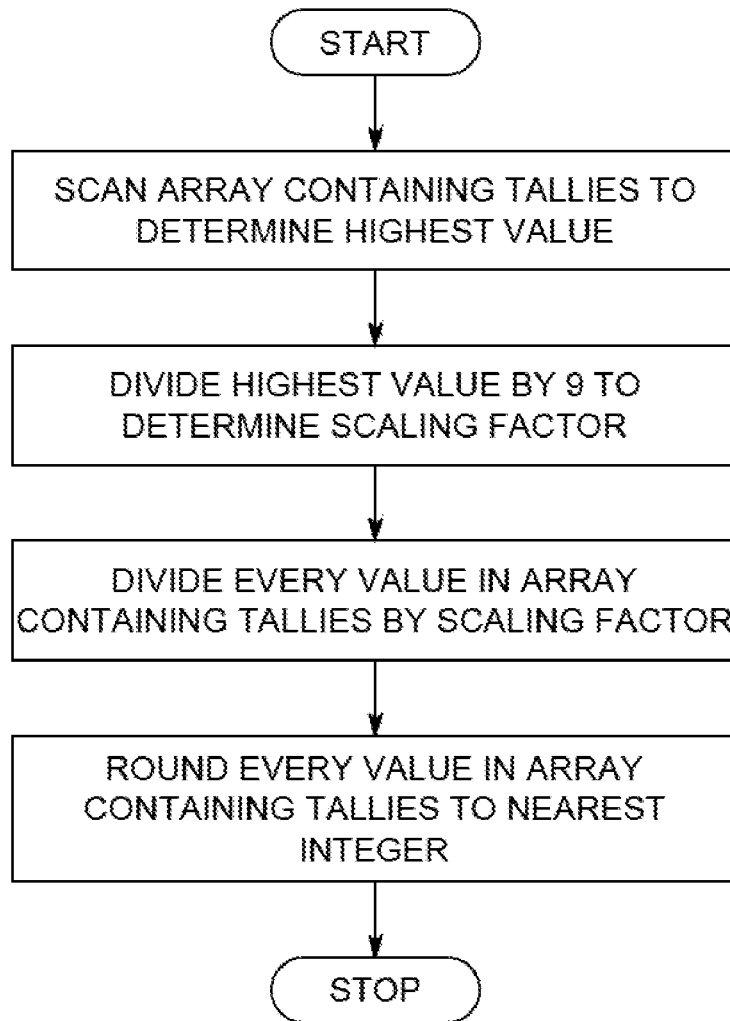 START
SCAN ARRAY CONTAINING TALLIES TO
DETERMINE HIGHEST VALUE
DIVIDE HIGHEST VALUE BY 9 TO
DETERMINE SCALING FACTOR
DIVIDE EVERY VALUE IN ARRAY
CONTAINING TALLIES BY SCALING FACTOR
ROUND EVERY VALUE IN ARRAY
CONTAINING TALLIES TO NEAREST
INTEGER
STOP